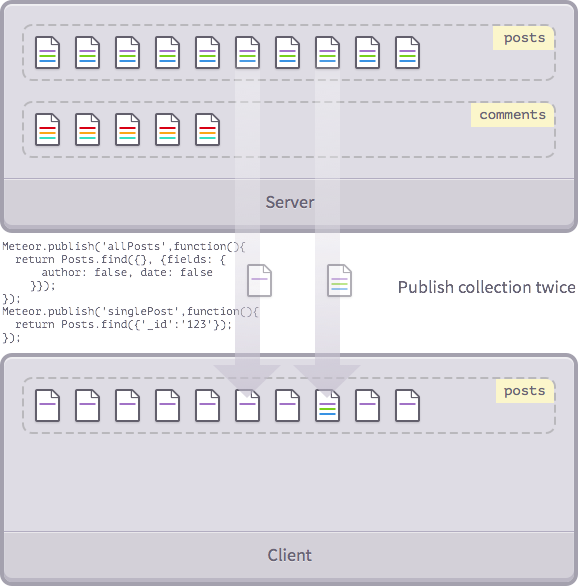 posts
comments
Server
Meteor.publish('allPosts',function(){
  return Posts.find({}, {fields: {
      author: false, date: false
    }});
});
Meteor.publish('singlePost',function(){
  return Posts.find({'_id':'123'});
});
Publish collection twice
posts
Client